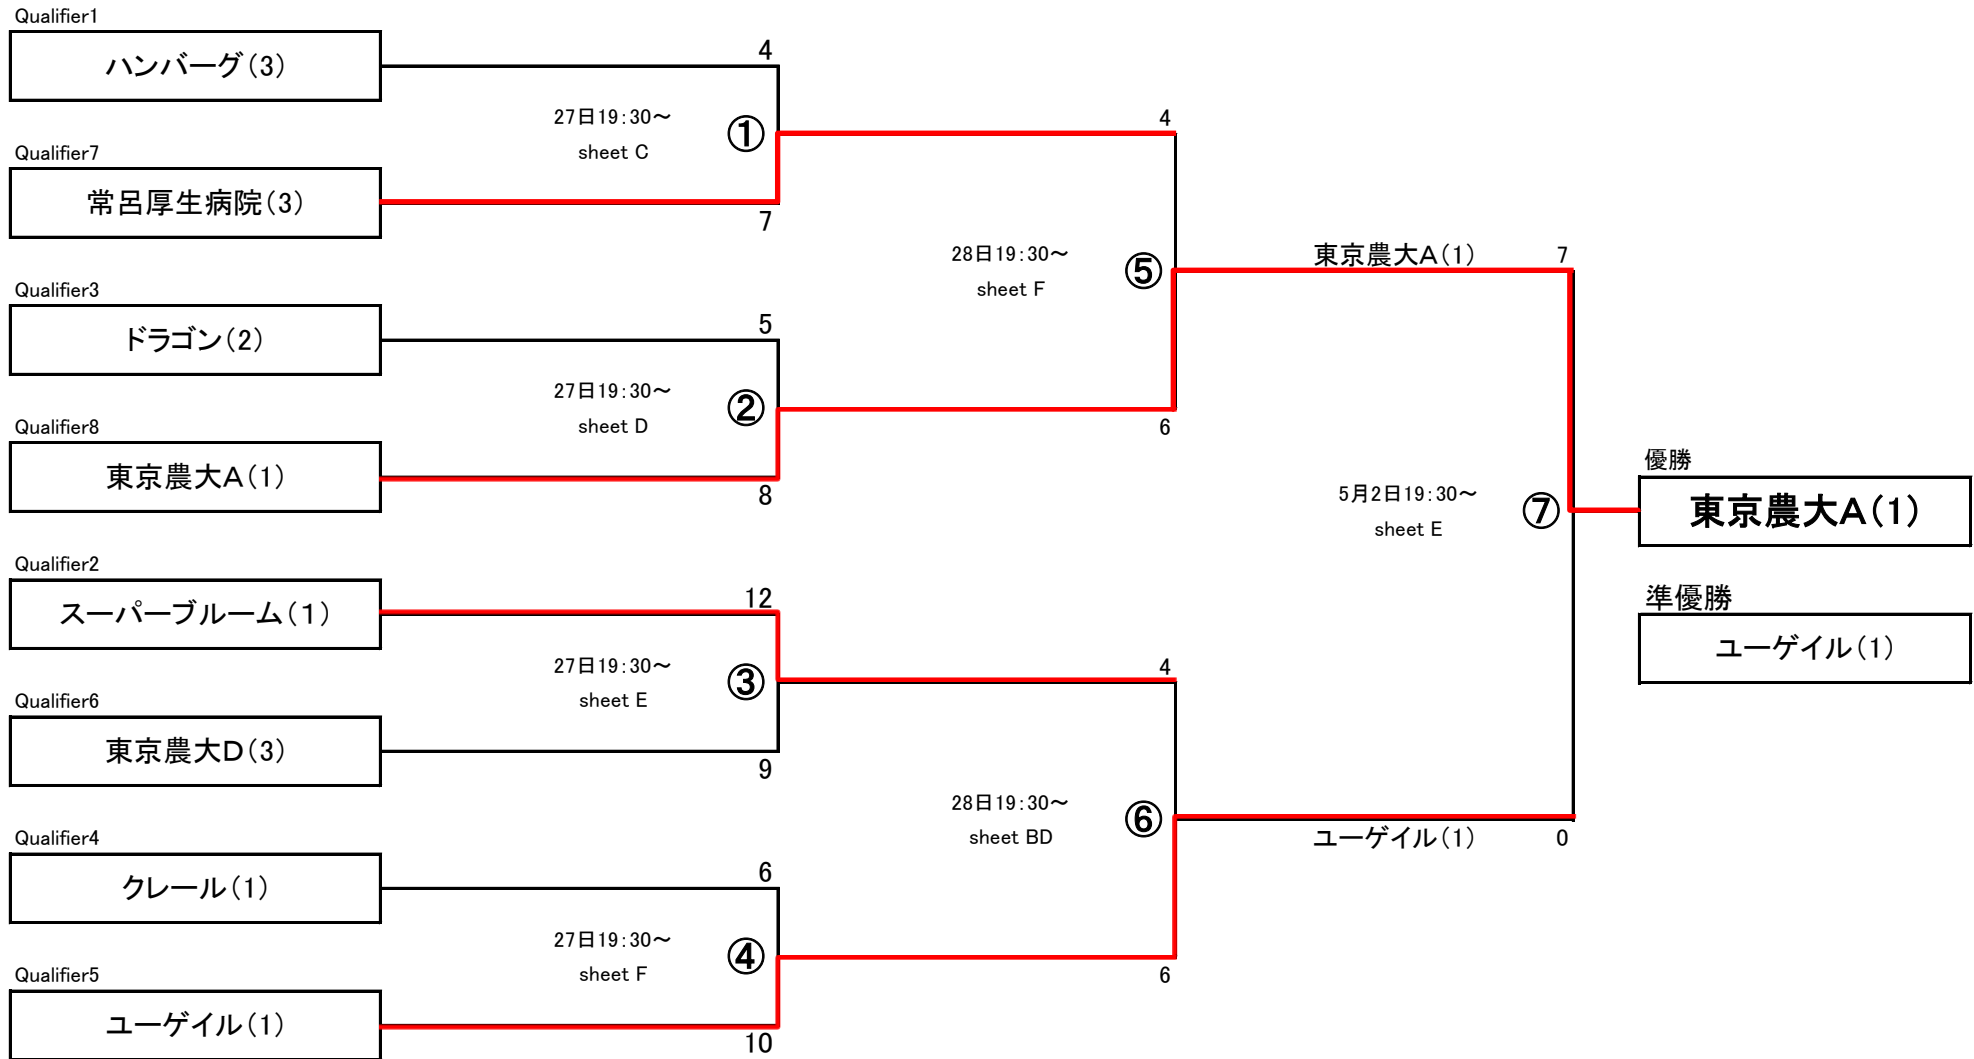 Qualifier1
ハンバーグ(3)
4
27日19:30～
①
sheet C
4
Qualifier7
常呂厚生病院(3)
7
28日19:30～
⑤
sheet F
東京農大A(1)
7
Qualifier3
ドラゴン(2)
5
27日19:30～
②
sheet D
6
Qualifier8
東京農大A(1)
8
5月2日19:30～
⑦
sheet E
優勝
東京農大A(1)
Qualifier2
スーパーブルーム(1)
12
準優勝
ユーゲイル(1)
27日19:30～
③
sheet E
4
Qualifier6
東京農大D(3)
9
28日19:30～
⑥
sheet BD
ユーゲイル(1)
0
Qualifier4
クレール(1)
6
27日19:30～
④
sheet F
6
Qualifier5
ユーゲイル(1)
10